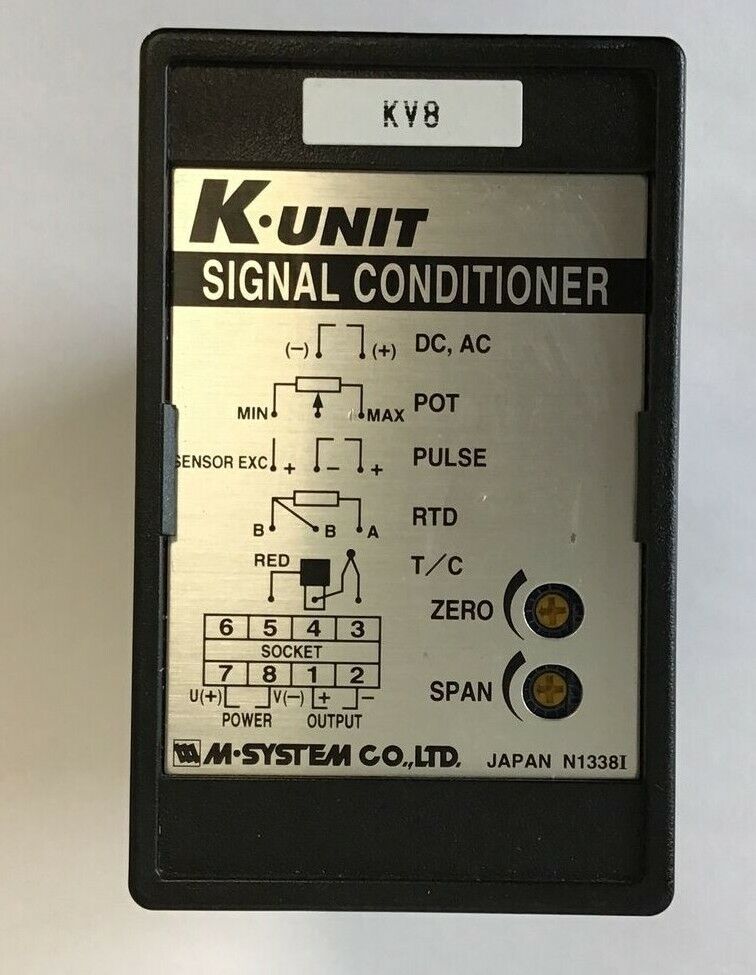 KV8
K·UNIT
SIGNAL CONDITIONER
(−) (+) DC, AC
MIN MAX POT
SENSOR EXC + − + PULSE
B B A RTD
RED T/C
ZERO
6 5 4 3
SOCKET
7 8 1 2
SPAN
U(+) V(−) + −
POWER OUTPUT
M·SYSTEM CO.,LTD. JAPAN N1338I